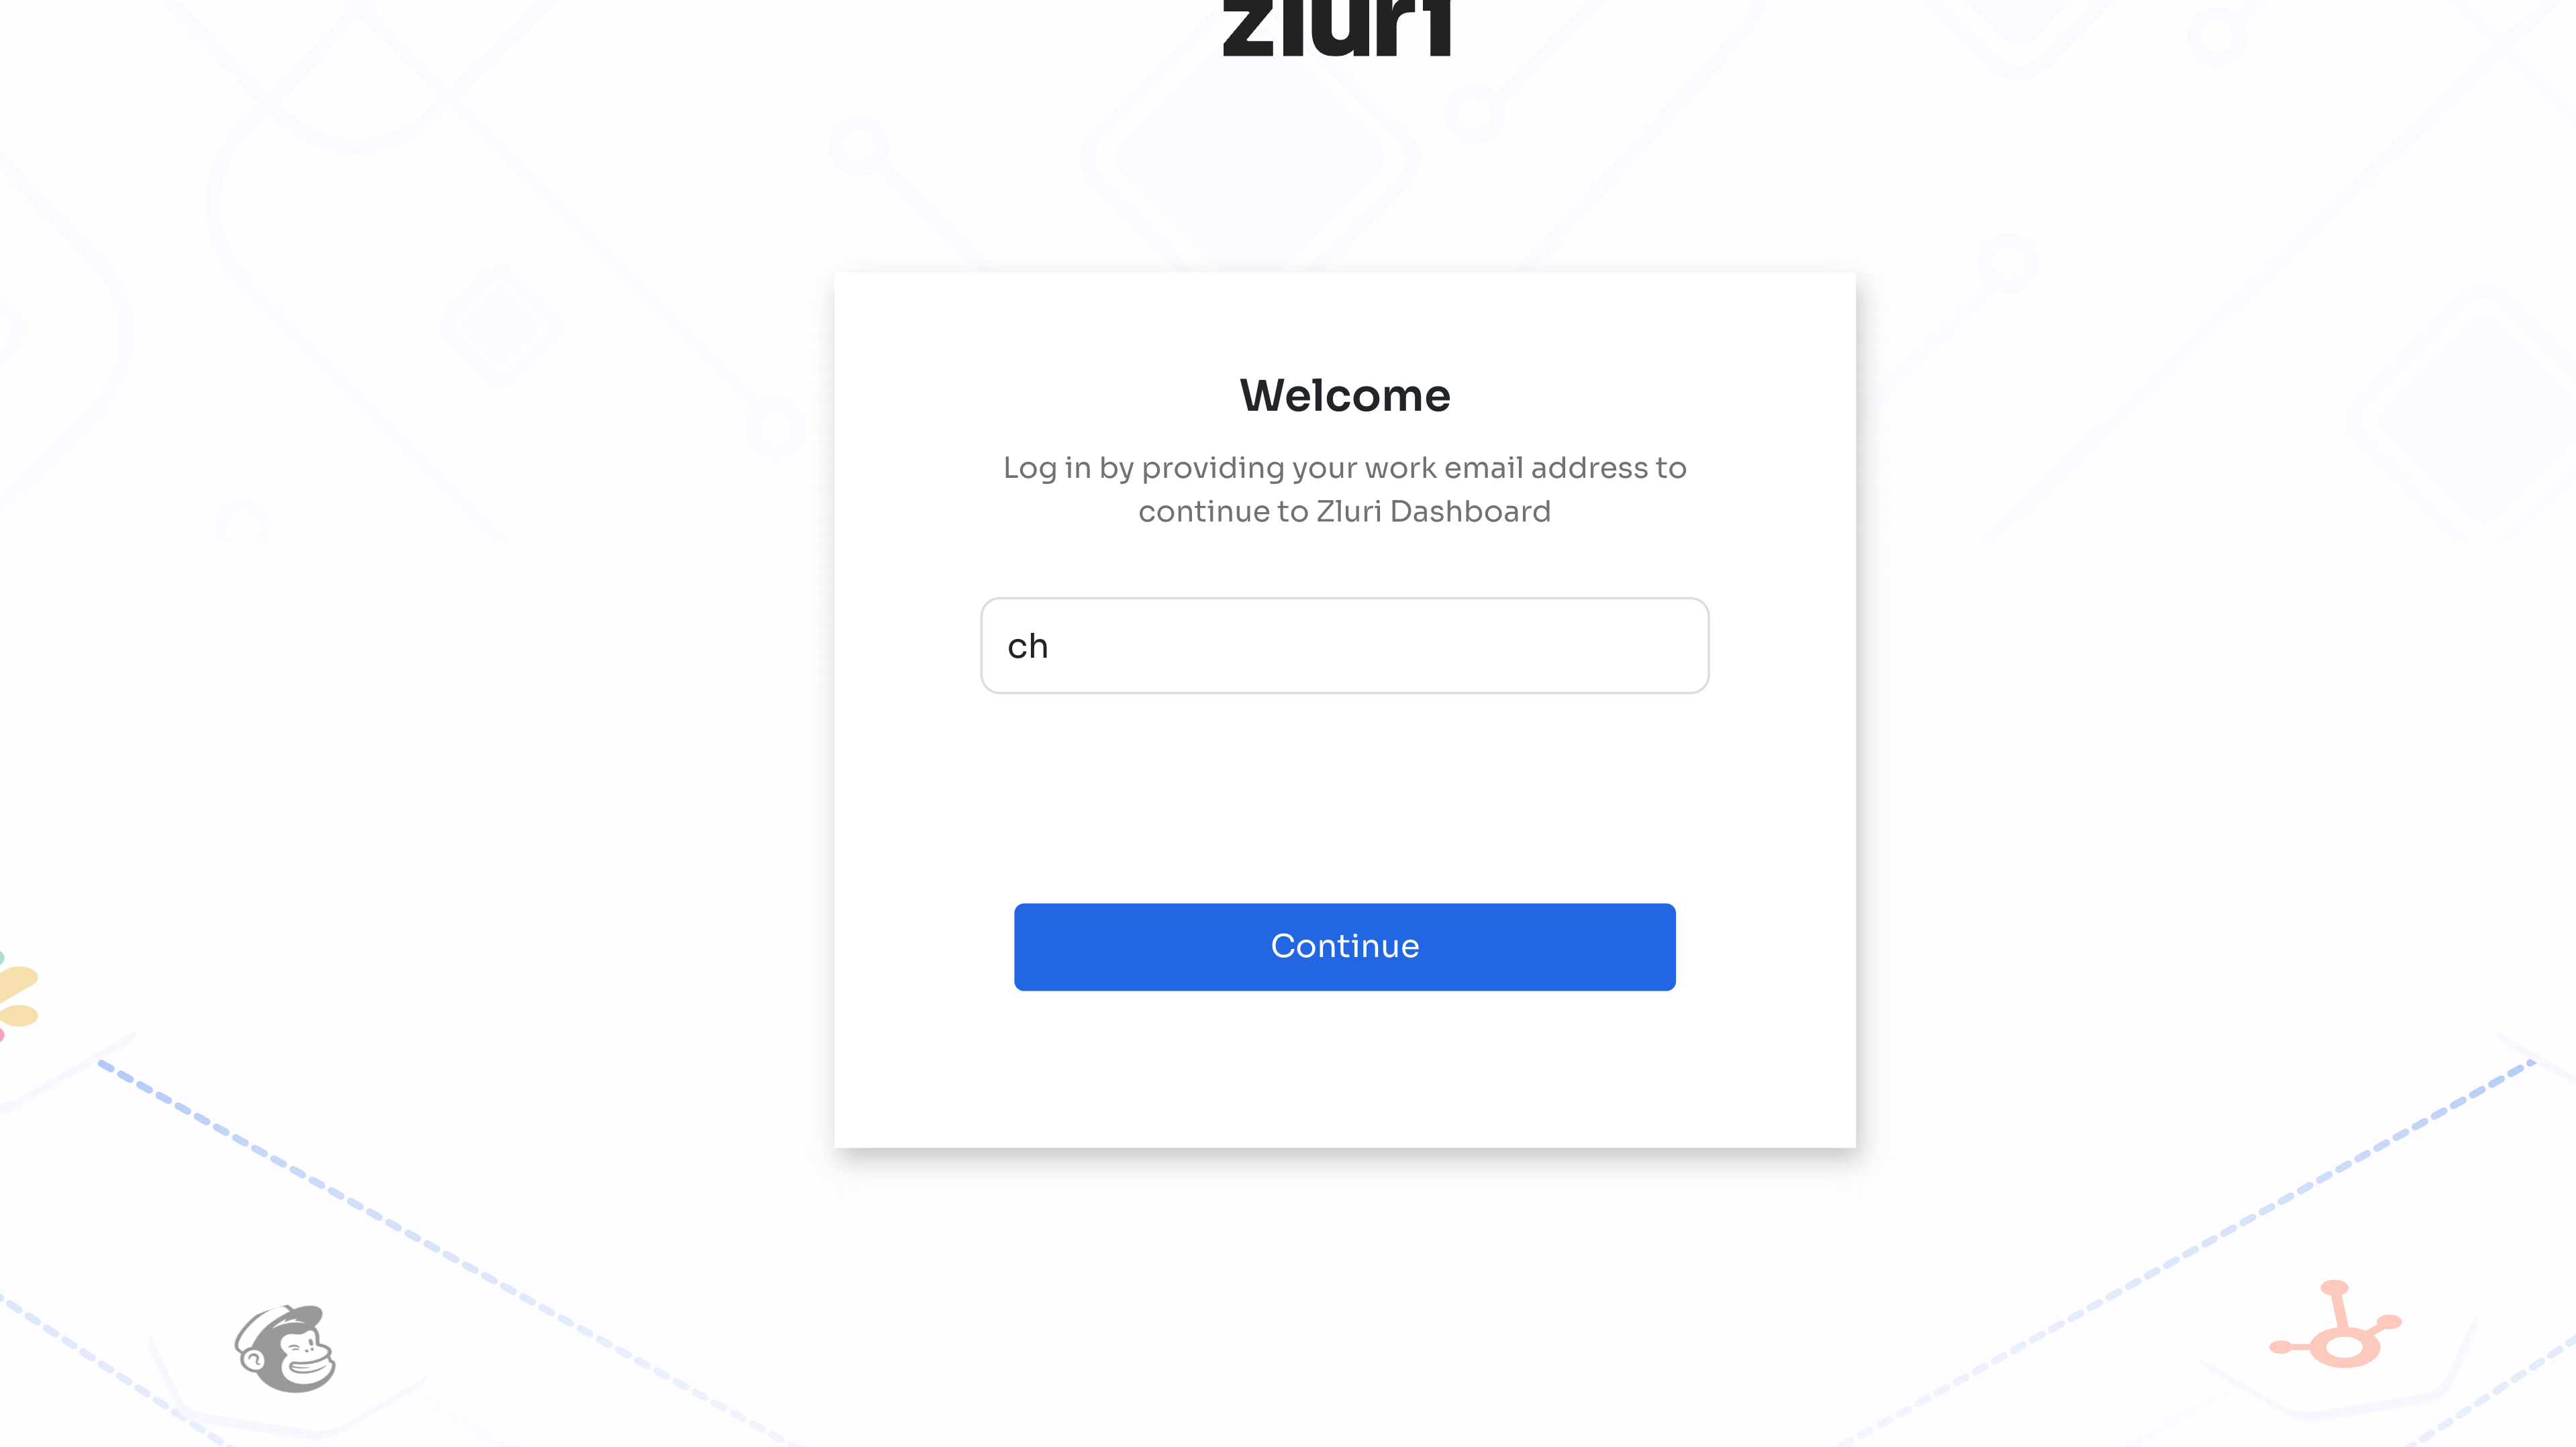 zluri
Welcome
Log in by providing your work email address to
continue to Zluri Dashboard
ch
Continue